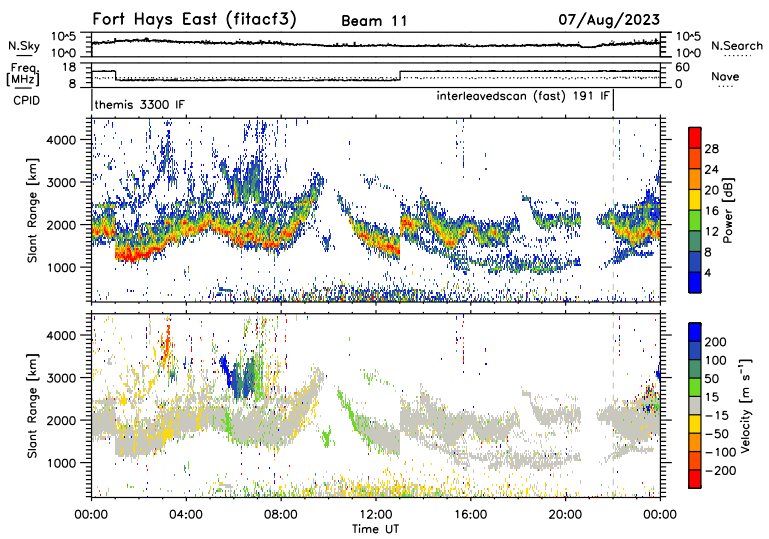 Fort Hays East (fitacf3) Beam 11 07/Aug/2023
N.Sky 10^5 10^0 10^5 10^0 N.Search
Freq. [MHz] 18 8 60 0 Nave
CPID themis 3300 IF interleavedscan (fast) 191 IF
Slant Range [km]
4000
3000
2000
1000
28
24
20
16
12
8
4
Power [dB]
Slant Range [km]
4000
3000
2000
1000
200
100
50
15
−15
−50
−100
−200
Velocity [m s⁻¹]
00:00 04:00 08:00 12:00 16:00 20:00 00:00
Time UT